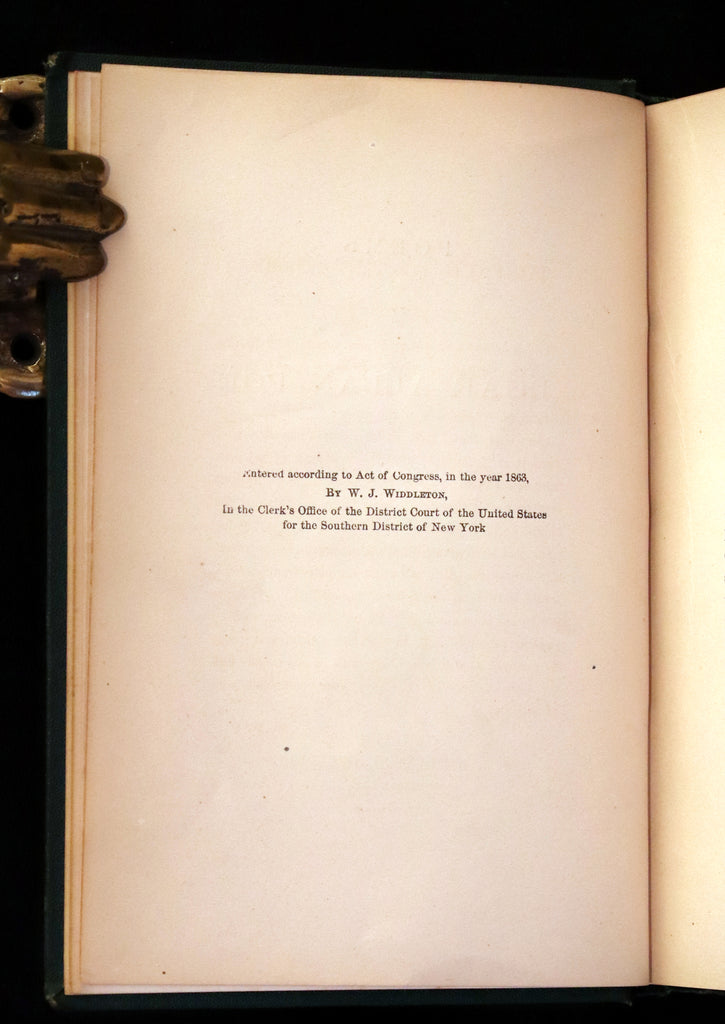 Entered according to Act of Congress, in the year 1863,
By W. J. Widdleton,
In the Clerk's Office of the District Court of the United States
for the Southern District of New York